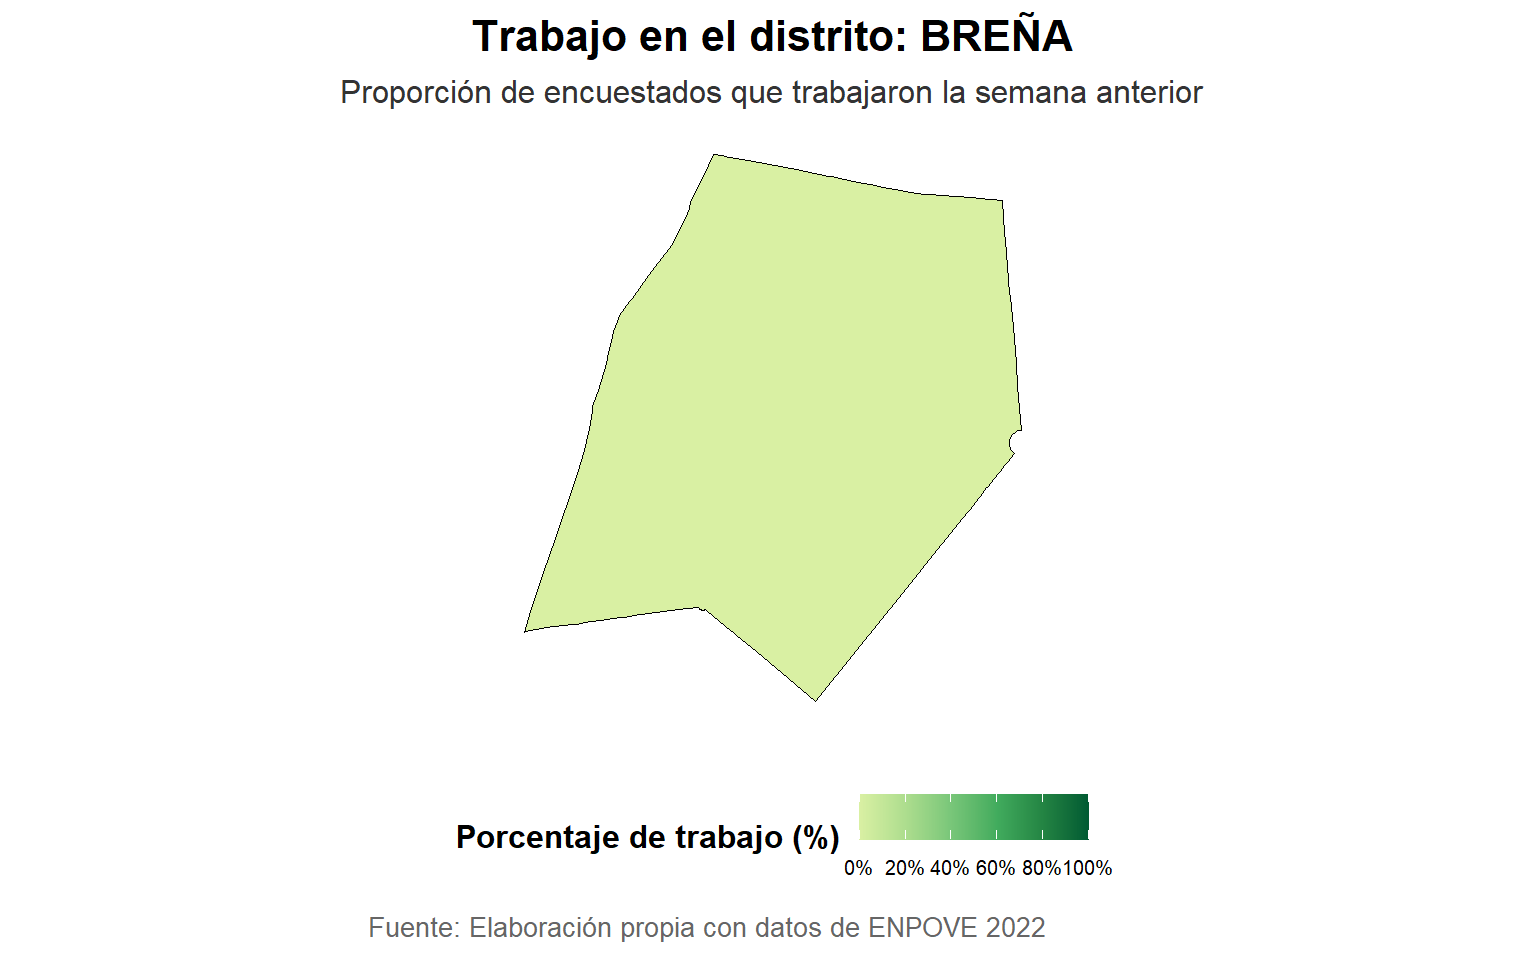 Trabajo en el distrito: BREÑA
Proporción de encuestados que trabajaron la semana anterior
Porcentaje de trabajo (%)
0% 20% 40% 60% 80% 100%
Fuente: Elaboración propia con datos de ENPOVE 2022